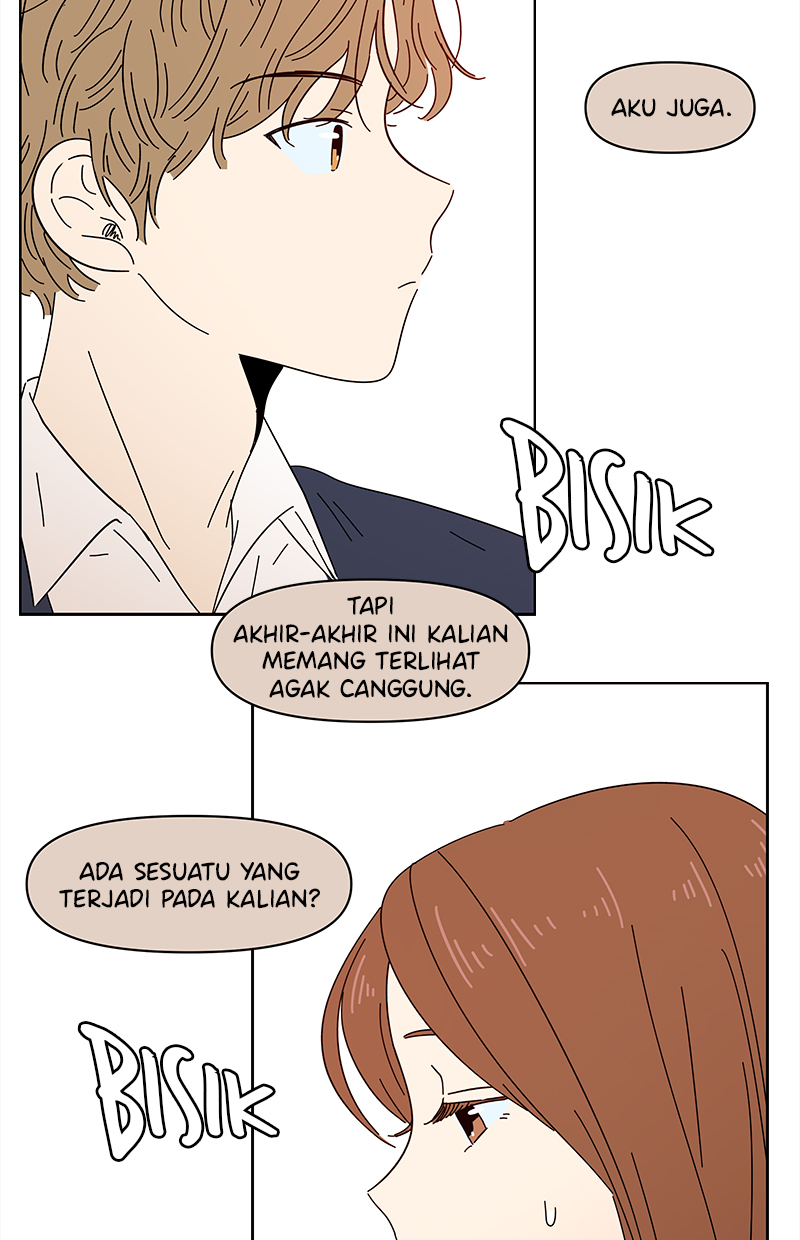 AKU JUGA.
BISIK
TAPI
AKHIR-AKHIR INI KALIAN
MEMANG TERLIHAT
AGAK CANGGUNG.
ADA SESUATU YANG
TERJADI PADA KALIAN?
BISIK